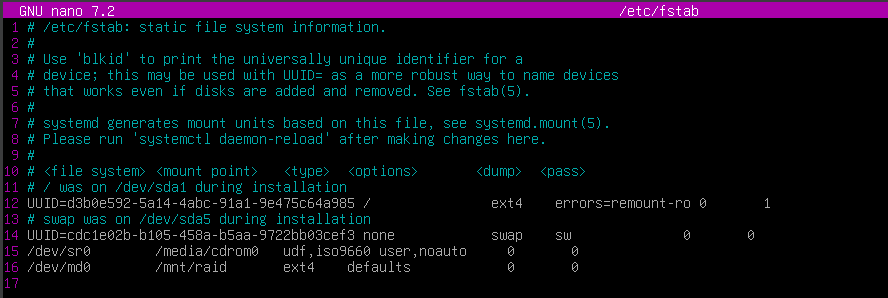 GNU nano 7.2 /etc/fstab
1 # /etc/fstab: static file system information.
2 #
3 # Use 'blkid' to print the universally unique identifier for a
4 # device; this may be used with UUID= as a more robust way to name devices
5 # that works even if disks are added and removed. See fstab(5).
6 #
7 # systemd generates mount units based on this file, see systemd.mount(5).
8 # Please run 'systemctl daemon-reload' after making changes here.
9 #
10 # <file system> <mount point>   <type>  <options>       <dump>  <pass>
11 # / was on /dev/sda1 during installation
12 UUID=d3b0e592-5a14-4abc-91a1-9e475c64a985 /               ext4    errors=remount-ro 0       1
13 # swap was on /dev/sda5 during installation
14 UUID=cdc1e02b-b105-458a-b5aa-9722bb03cef3 none            swap    sw              0       0
15 /dev/sr0        /media/cdrom0   udf,iso9660 user,noauto     0       0
16 /dev/md0        /mnt/raid       ext4    defaults            0       0
17